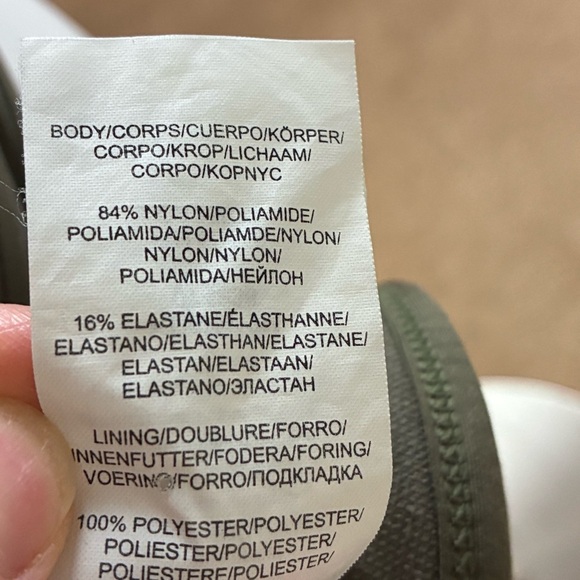 BODY/CORPS/CUERPO/KÖRPER/
CORPO/KROP/LICHAAM/
CORPO/КОРПУС
84% NYLON/POLIAMIDE/
POLIAMIDA/POLIAMDE/NYLON/
NYLON/NYLON/
POLIAMIDA/НЕЙЛОН
16% ELASTANE/ÉLASTHANNE/
ELASTANO/ELASTHAN/ELASTANE/
ELASTAN/ELASTAAN/
ELASTANO/ЭЛАСТАН
LINING/DOUBLURE/FORRO/
INNENFUTTER/FODERA/FORING/
VOERING/FORRO/ПОДКЛАДКА
100% POLYESTER/POLYESTER/
POLIESTER/POLYESTER/
POLIESTERE/POLIESTER/